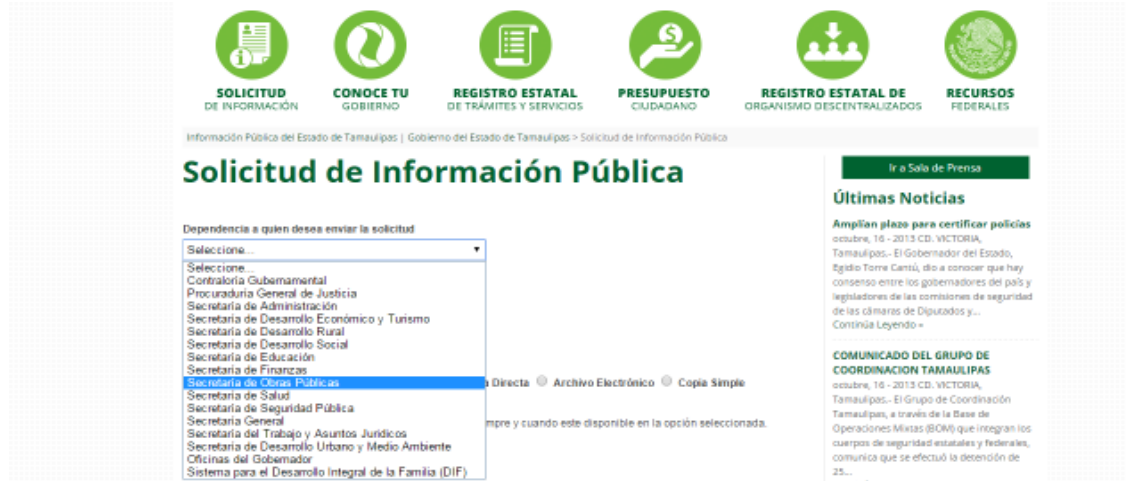 SOLICITUD
DE INFORMACIÓN
CONOCE TU
GOBIERNO
REGISTRO ESTATAL
DE TRÁMITES Y SERVICIOS
PRESUPUESTO
CIUDADANO
REGISTRO ESTATAL DE
ORGANISMO DESCENTRALIZADOS
RECURSOS
FEDERALES
Información Pública del Estado de Tamaulipas | Gobierno del Estado de Tamaulipas > Solicitud de Información Pública
Solicitud de Información Pública
Dependencia a quien desea enviar la solicitud
Seleccione...
Seleccione...
Contraloría Gubernamental
Procuraduría General de Justicia
Secretaría de Administración
Secretaría de Desarrollo Económico y Turismo
Secretaría de Desarrollo Rural
Secretaría de Desarrollo Social
Secretaría de Educación
Secretaría de Finanzas
Secretaría de Obras Públicas
Secretaría de Salud
Secretaría de Seguridad Pública
Secretaría General
Secretaría del Trabajo y Asuntos Jurídicos
Secretaría de Desarrollo Urbano y Medio Ambiente
Oficinas del Gobernador
Sistema para el Desarrollo Integral de la Familia (DIF)
a Directa Archivo Electrónico Copia Simple
mpre y cuando este disponible en la opción seleccionada.
Ir a Sala de Prensa
Últimas Noticias
Amplían plazo para certificar policías
octubre, 16 - 2013 CD. VICTORIA,
Tamaulipas.- El Gobernador del Estado,
Egidio Torre Cantú, dio a conocer que hay
consenso entre los gobernadores del país y
legisladores de las comisiones de seguridad
de las cámaras de Diputados y...
Continúa Leyendo »
COMUNICADO DEL GRUPO DE
COORDINACION TAMAULIPAS
octubre, 16 - 2013 CD. VICTORIA,
Tamaulipas.- El Grupo de Coordinación
Tamaulipas, a través de la Base de
Operaciones Mixtas (BOM) que integran los
cuerpos de seguridad estatales y federales,
comunica que se efectuó la detención de
25...